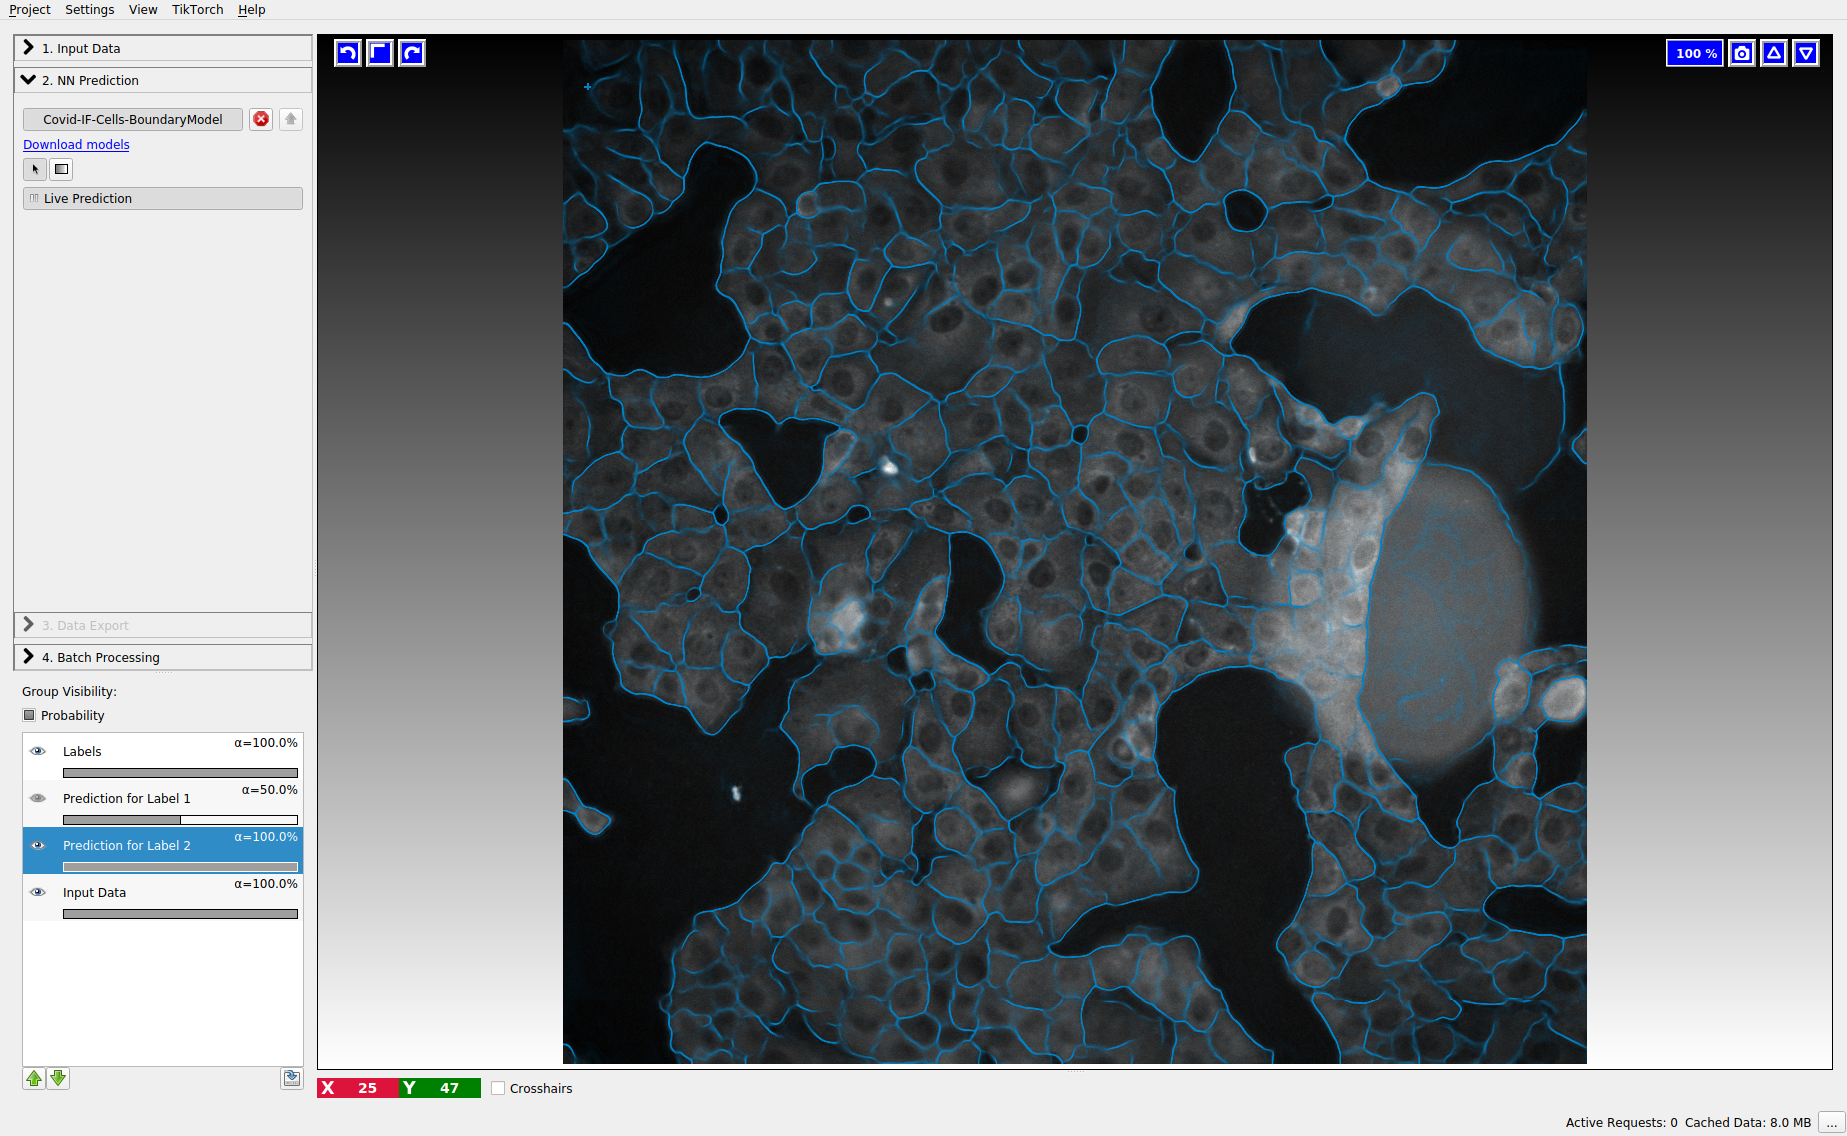 Project Settings View TikTorch Help
1. Input Data
2. NN Prediction
Covid-IF-Cells-BoundaryModel
Download models
Live Prediction
3. Data Export
4. Batch Processing
Group Visibility:
Probability
Labels α=100.0%
Prediction for Label 1 α=50.0%
Prediction for Label 2 α=100.0%
Input Data α=100.0%
100 %
X 25 Y 47 Crosshairs
Active Requests: 0 Cached Data: 8.0 MB ...